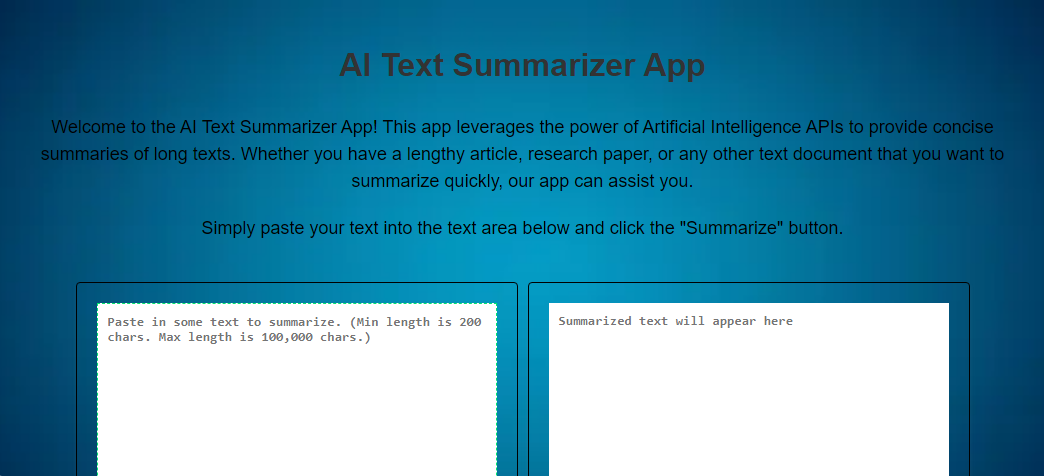 AI Text Summarizer App
Welcome to the AI Text Summarizer App! This app leverages the power of Artificial Intelligence APIs to provide concise
summaries of long texts. Whether you have a lengthy article, research paper, or any other text document that you want to
summarize quickly, our app can assist you.
Simply paste your text into the text area below and click the "Summarize" button.
Paste in some text to summarize. (Min length is 200
chars. Max length is 100,000 chars.)
Summarized text will appear here